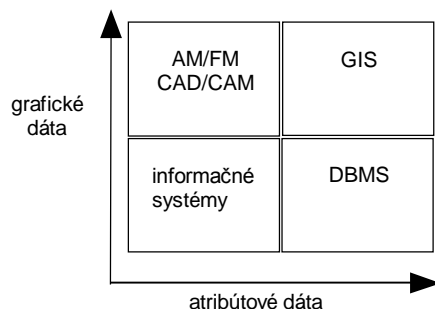 AM/FM
CAD/CAM
GIS
grafické
dáta
informačné
systémy
DBMS
atribútové dáta